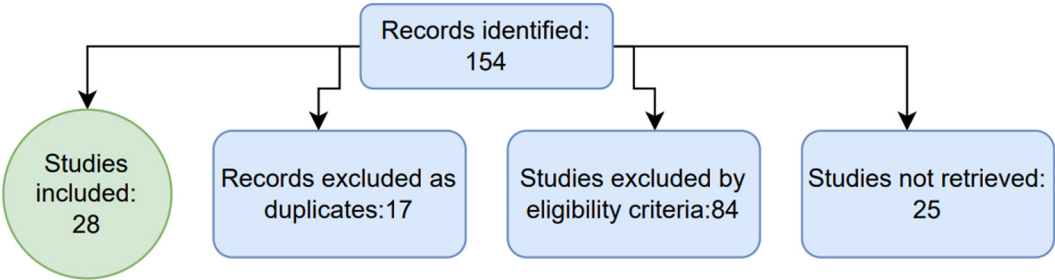 Records identified:
154
Studies
included:
28
Records excluded as
duplicates:17
Studies excluded by
eligibility criteria:84
Studies not retrieved:
25